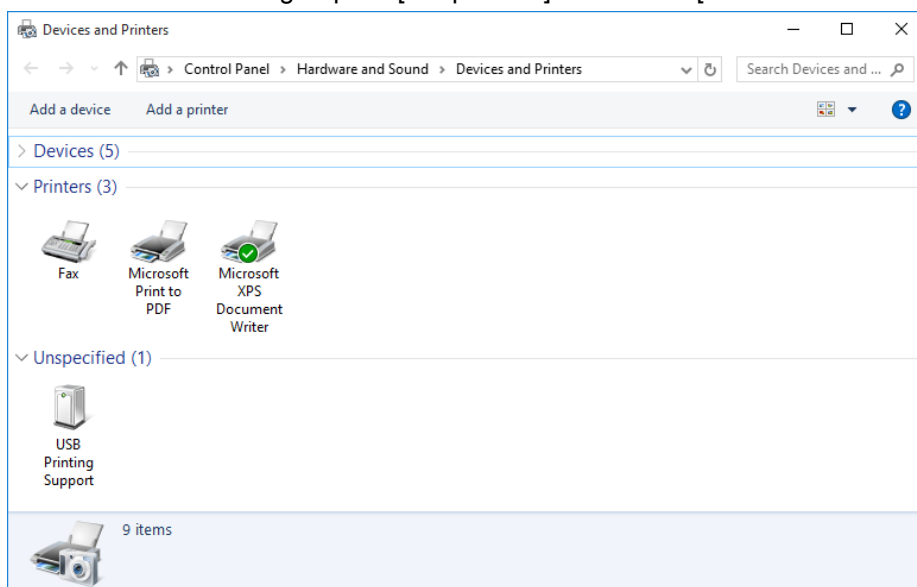 Devices and Printers
Control Panel > Hardware and Sound > Devices and Printers
Search Devices and ...
Add a device Add a printer
?
Devices (5)
Printers (3)
Fax
Microsoft
Print to
PDF
Microsoft
XPS
Document
Writer
Unspecified (1)
USB
Printing
Support
9 items